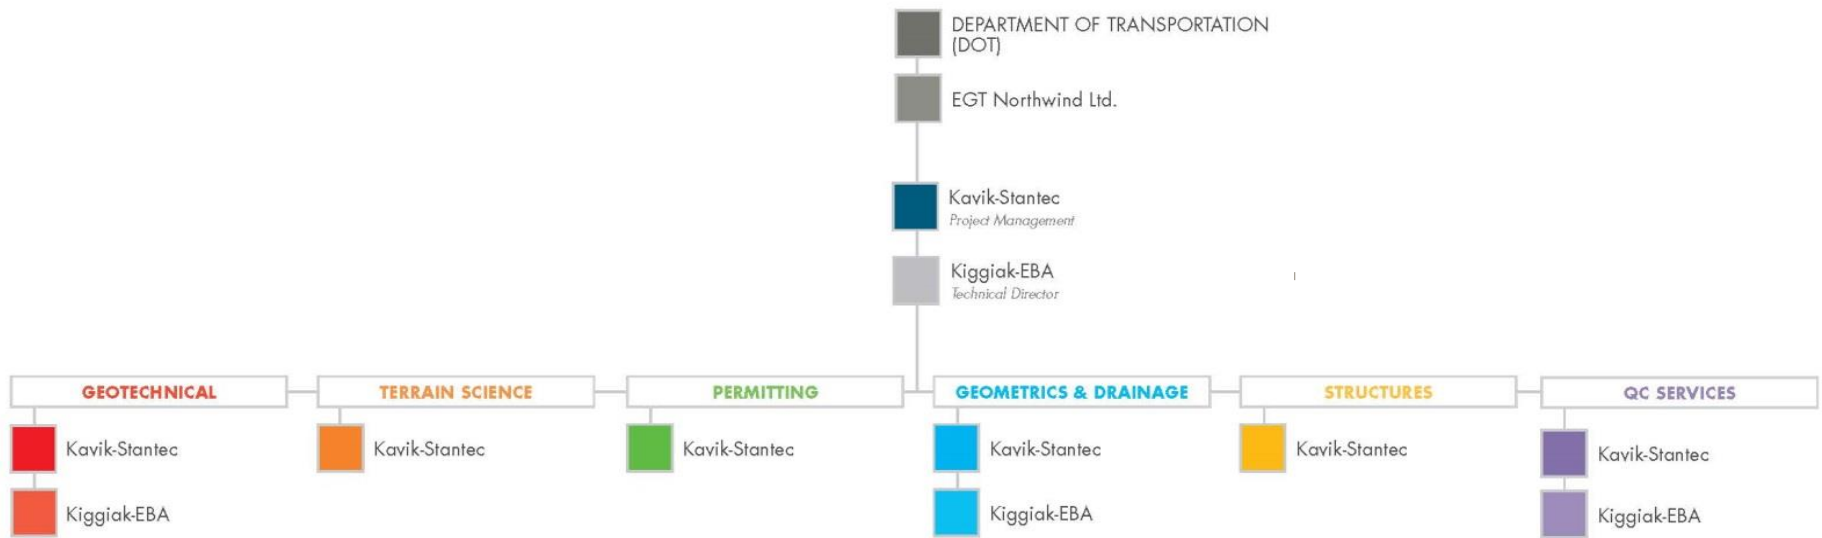 DEPARTMENT OF TRANSPORTATION
(DOT)
EGT Northwind Ltd.
Kavik-Stantec
Project Management
Kiggiak-EBA
Technical Director
GEOTECHNICAL
TERRAIN SCIENCE
PERMITTING
GEOMETRICS & DRAINAGE
STRUCTURES
QC SERVICES
Kavik-Stantec
Kavik-Stantec
Kavik-Stantec
Kavik-Stantec
Kavik-Stantec
Kavik-Stantec
Kiggiak-EBA
Kiggiak-EBA
Kiggiak-EBA